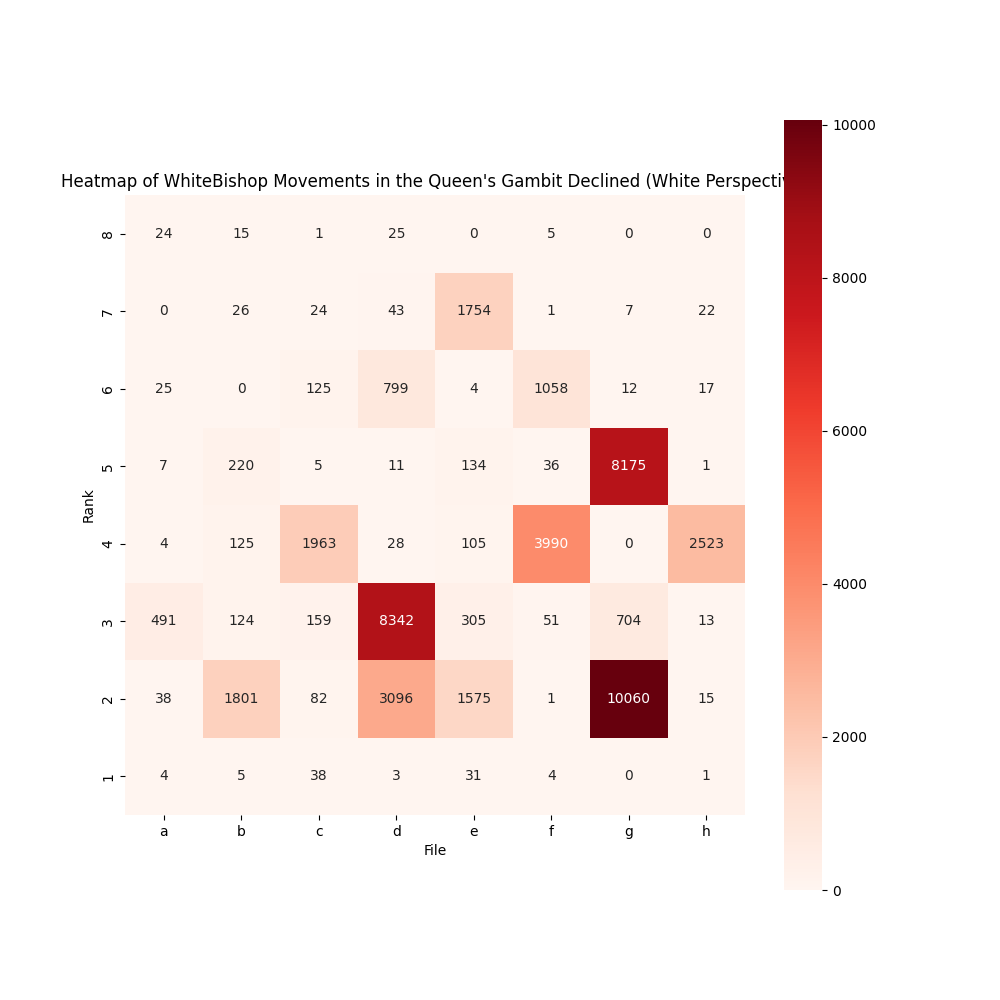 Heatmap of WhiteBishop Movements in the Queen's Gambit Declined (White Perspectiv
10000
8000
6000
4000
2000
0
Rank
8 24 15 1 25 0 5 0 0
7 0 26 24 43 1754 1 7 22
6 25 0 125 799 4 1058 12 17
5 7 220 5 11 134 36 8175 1
4 4 125 1963 28 105 3990 0 2523
3 491 124 159 8342 305 51 704 13
2 38 1801 82 3096 1575 1 10060 15
1 4 5 38 3 31 4 0 1
a b c d e f g h
File